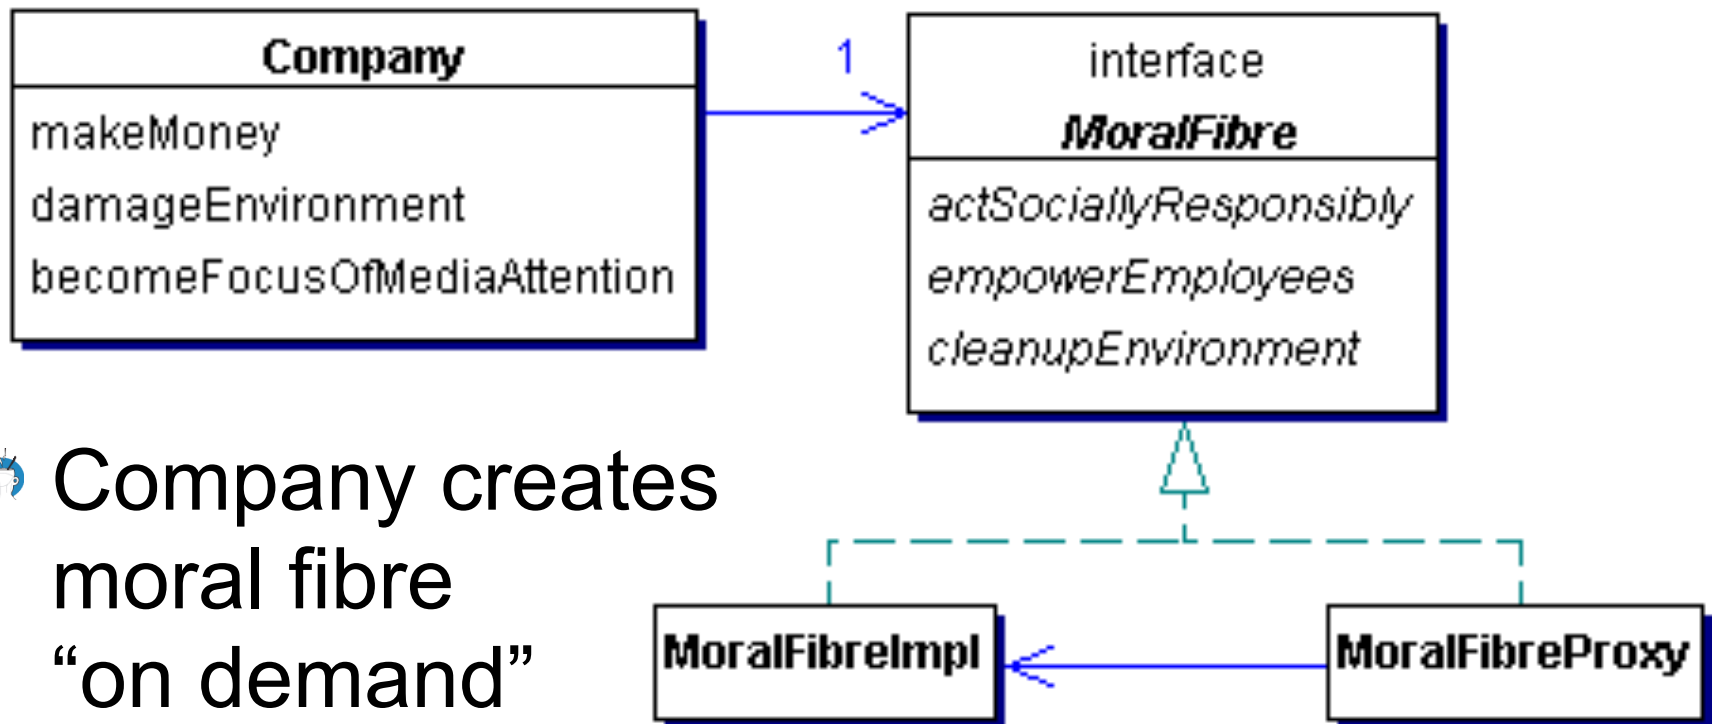 Company
makeMoney
damageEnvironment
becomeFocusOfMediaAttention
1
interface
MoralFibre
actSociallyResponsibly
empowerEmployees
cleanupEnvironment
Company creates
moral fibre
“on demand”
MoralFibreImpl
MoralFibreProxy